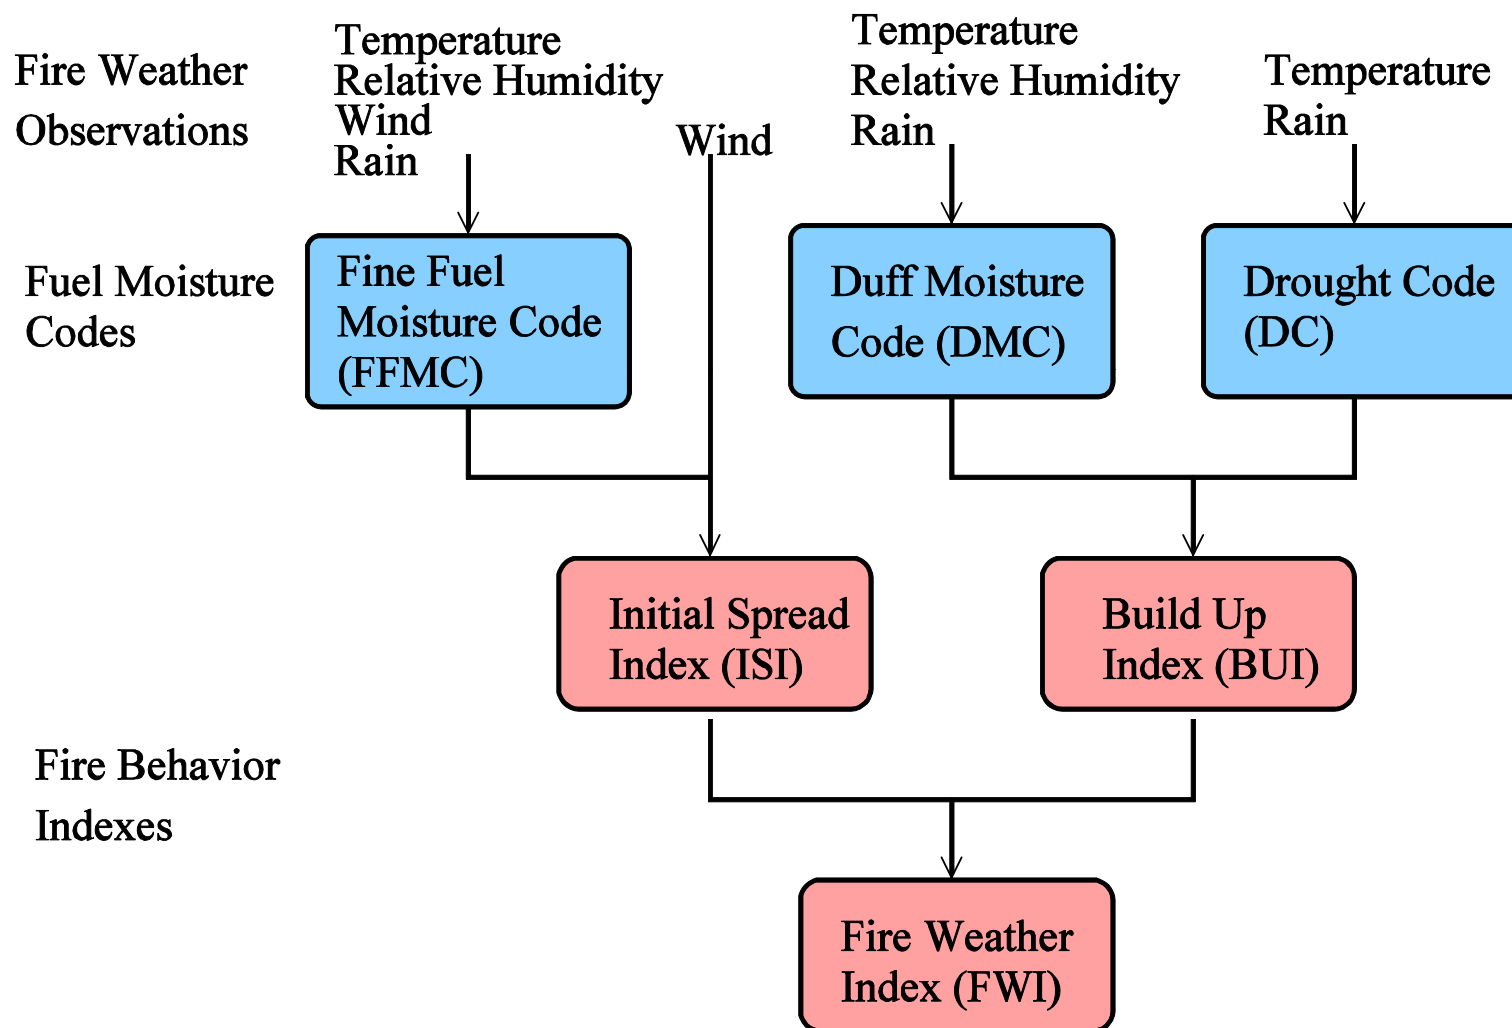 Fire Weather
Observations
Temperature
Relative Humidity
Wind
Rain
Wind
Temperature
Relative Humidity
Rain
Temperature
Rain
Fuel Moisture
Codes
Fine Fuel
Moisture Code
(FFMC)
Duff Moisture
Code (DMC)
Drought Code
(DC)
Initial Spread
Index (ISI)
Build Up
Index (BUI)
Fire Behavior
Indexes
Fire Weather
Index (FWI)